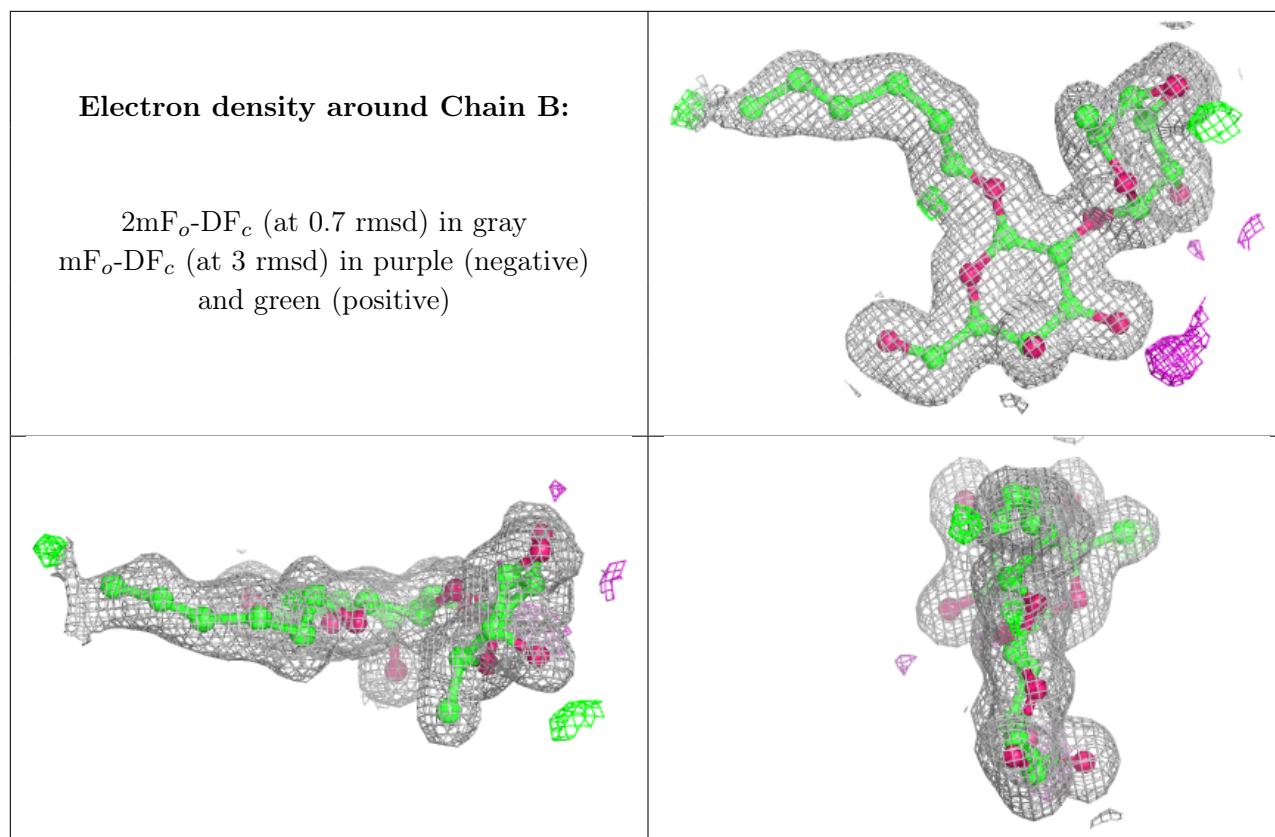 Electron density around Chain B:
2mFₒ-DF𝒸 (at 0.7 rmsd) in gray
mFₒ-DF𝒸 (at 3 rmsd) in purple (negative)
and green (positive)